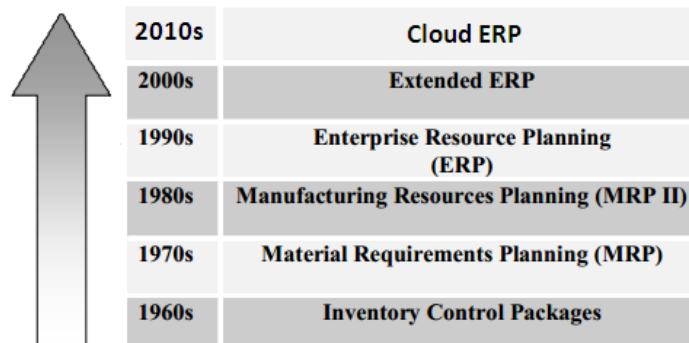 2010s Cloud ERP
2000s Extended ERP
1990s Enterprise Resource Planning
(ERP)
1980s Manufacturing Resources Planning (MRP II)
1970s Material Requirements Planning (MRP)
1960s Inventory Control Packages